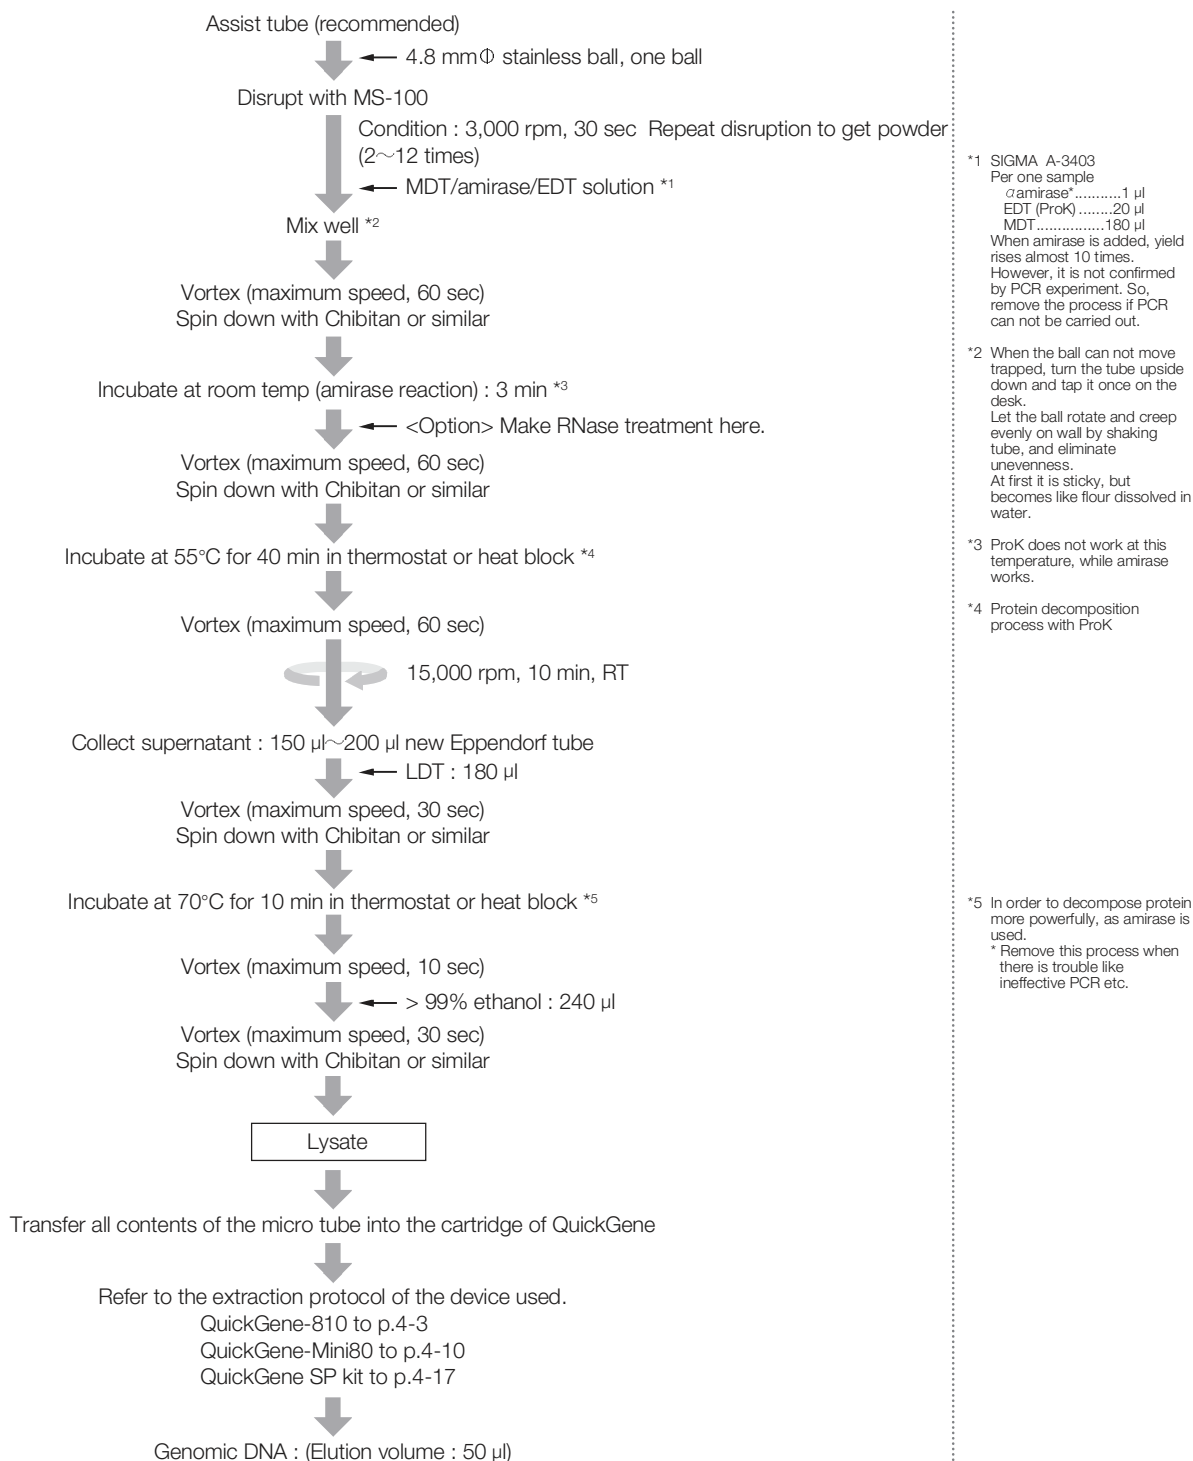 Assist tube (recommended)
4.8 mmΦ stainless ball, one ball
Disrupt with MS-100
Condition : 3,000 rpm, 30 sec  Repeat disruption to get powder
(2～12 times)
MDT/amirase/EDT solution *1
Mix well *2
Vortex (maximum speed, 60 sec)
Spin down with Chibitan or similar
Incubate at room temp (amirase reaction) : 3 min *3
<Option> Make RNase treatment here.
Vortex (maximum speed, 60 sec)
Spin down with Chibitan or similar
Incubate at 55°C for 40 min in thermostat or heat block *4
Vortex (maximum speed, 60 sec)
15,000 rpm, 10 min, RT
Collect supernatant : 150 µl～200 µl new Eppendorf tube
LDT : 180 µl
Vortex (maximum speed, 30 sec)
Spin down with Chibitan or similar
Incubate at 70°C for 10 min in thermostat or heat block *5
Vortex (maximum speed, 10 sec)
> 99% ethanol : 240 µl
Vortex (maximum speed, 30 sec)
Spin down with Chibitan or similar
Lysate
Transfer all contents of the micro tube into the cartridge of QuickGene
Refer to the extraction protocol of the device used.
QuickGene-810 to p.4-3
QuickGene-Mini80 to p.4-10
QuickGene SP kit to p.4-17
Genomic DNA : (Elution volume : 50 µl)
*1 SIGMA A-3403
Per one sample
αamirase*...........1 µl
EDT (ProK) ........20 µl
MDT................180 µl
When amirase is added, yield
rises almost 10 times.
However, it is not confirmed
by PCR experiment. So,
remove the process if PCR
can not be carried out.
*2 When the ball can not move
trapped, turn the tube upside
down and tap it once on the
desk.
Let the ball rotate and creep
evenly on wall by shaking
tube, and eliminate
unevenness.
At first it is sticky, but
becomes like flour dissolved in
water.
*3 ProK does not work at this
temperature, while amirase
works.
*4 Protein decomposition
process with ProK
*5 In order to decompose protein
more powerfully, as amirase is
used.
* Remove this process when
there is trouble like
ineffective PCR etc.